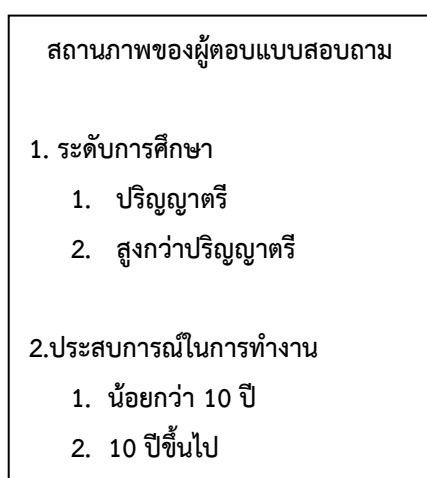 สถานภาพของผู้ตอบแบบสอบถาม
1. ระดับการศึกษา
1. ปริญญาตรี
2. สูงกว่าปริญญาตรี
2.ประสบการณ์ในการทำงาน
1. น้อยกว่า 10 ปี
2. 10 ปีขึ้นไป